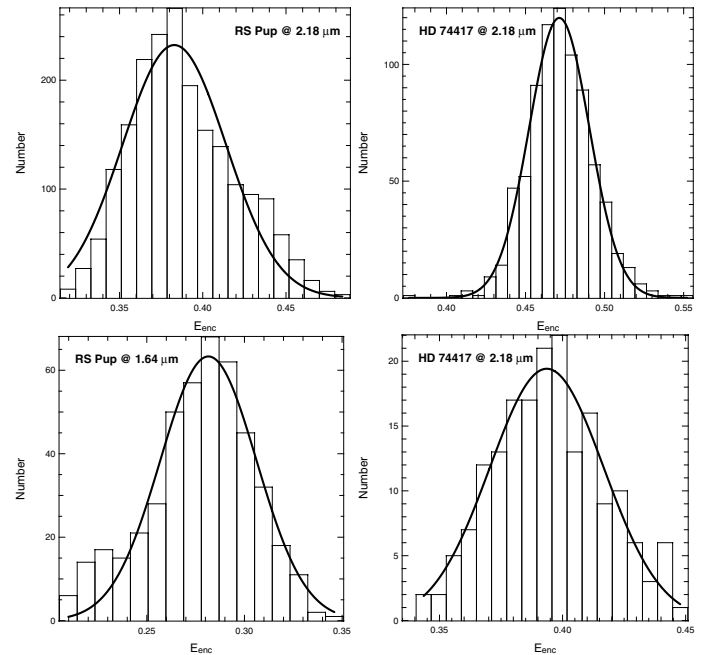 RS Pup @ 2.18 μm
Number
200
100
0
0.35
0.40
0.45
E_enc
HD 74417 @ 2.18 μm
Number
100
50
0
0.40
0.45
0.50
0.55
E_enc
RS Pup @ 1.64 μm
Number
60
40
20
0
0.25
0.30
0.35
E_enc
HD 74417 @ 2.18 μm
Number
20
15
10
5
0
0.35
0.40
0.45
E_enc